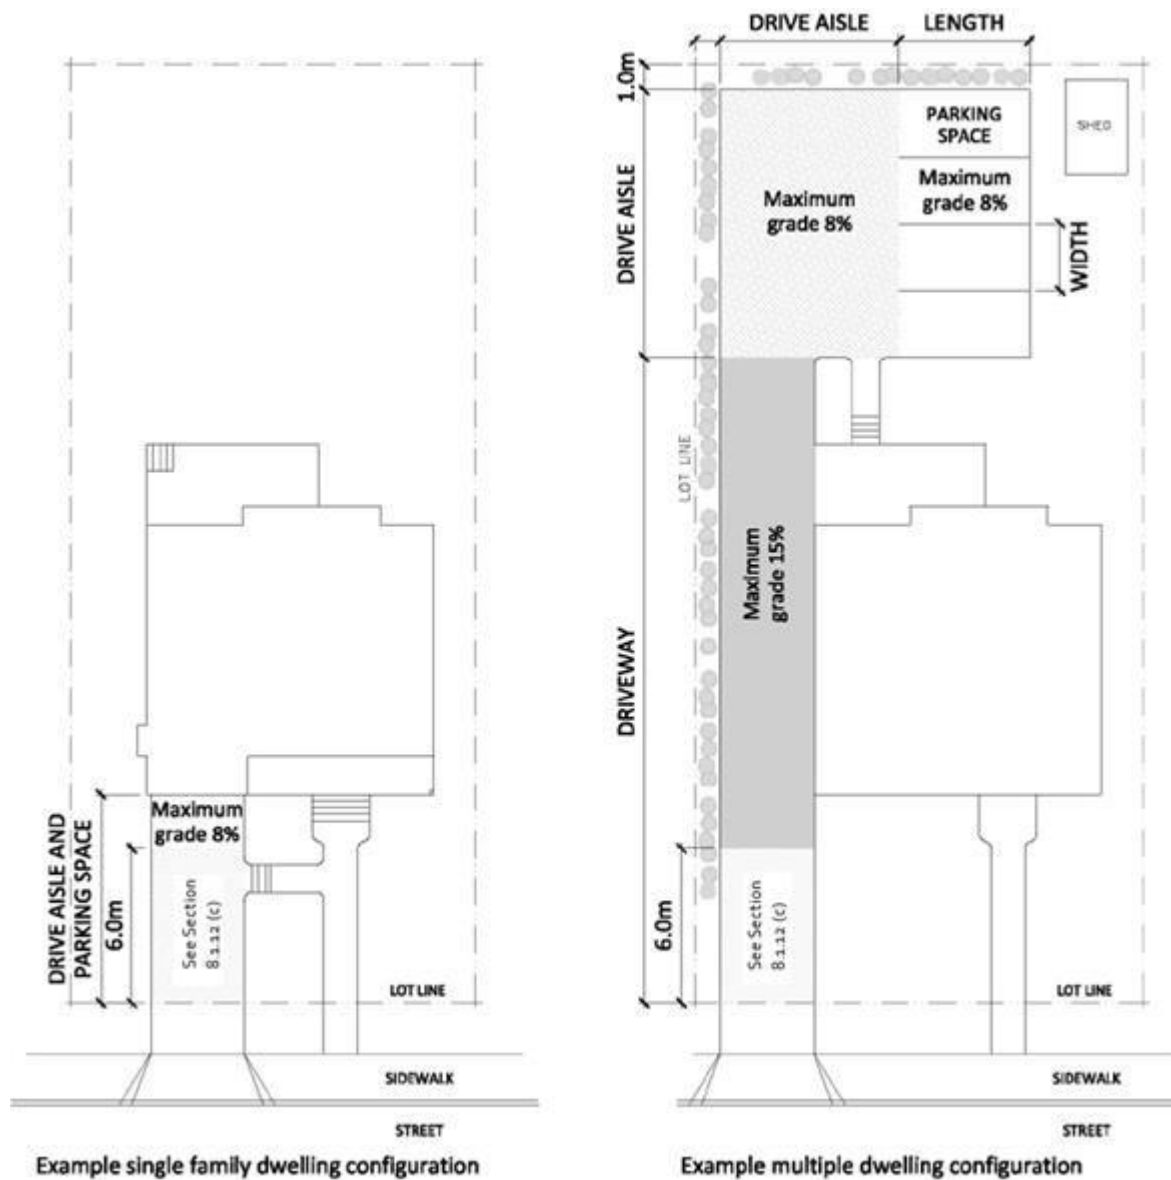 DRIVE AISLE
LENGTH
1.0m
PARKING
SPACE
SHED
Maximum
grade 8%
Maximum
grade 8%
DRIVE AISLE
WIDTH
LOT LINE
Maximum
grade 15%
DRIVEWAY
Maximum
grade 8%
DRIVE AISLE AND
PARKING SPACE
6.0m
See Section
8.1.12 (c)
LOT LINE
6.0m
See Section
8.1.12 (c)
LOT LINE
SIDEWALK
SIDEWALK
STREET
STREET
Example single family dwelling configuration
Example multiple dwelling configuration